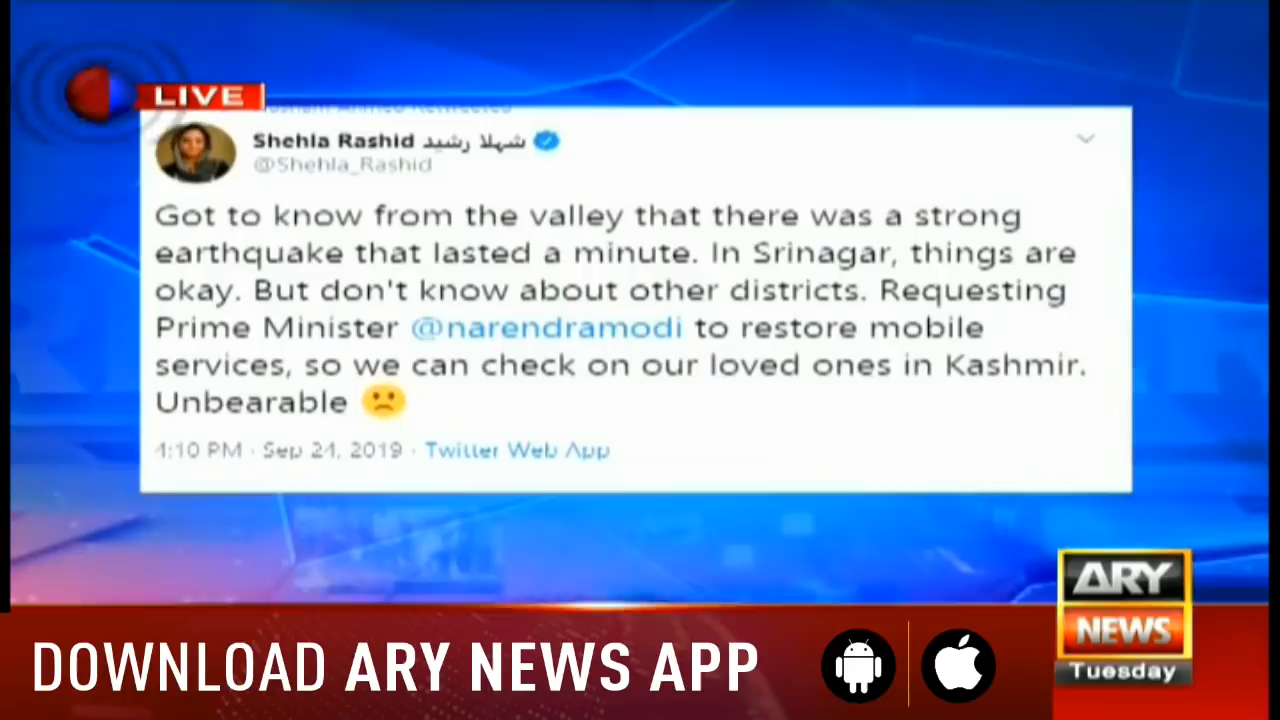 LIVE
Shehla Rashid شہلا رشید
@Shehla_Rashid
Got to know from the valley that there was a strong
earthquake that lasted a minute. In Srinagar, things are
okay. But don't know about other districts. Requesting
Prime Minister @narendramodi to restore mobile
services, so we can check on our loved ones in Kashmir.
Unbearable 🙁
4:10 PM · Sep 24, 2019 · Twitter Web App
DOWNLOAD ARY NEWS APP
ARY
NEWS
Tuesday